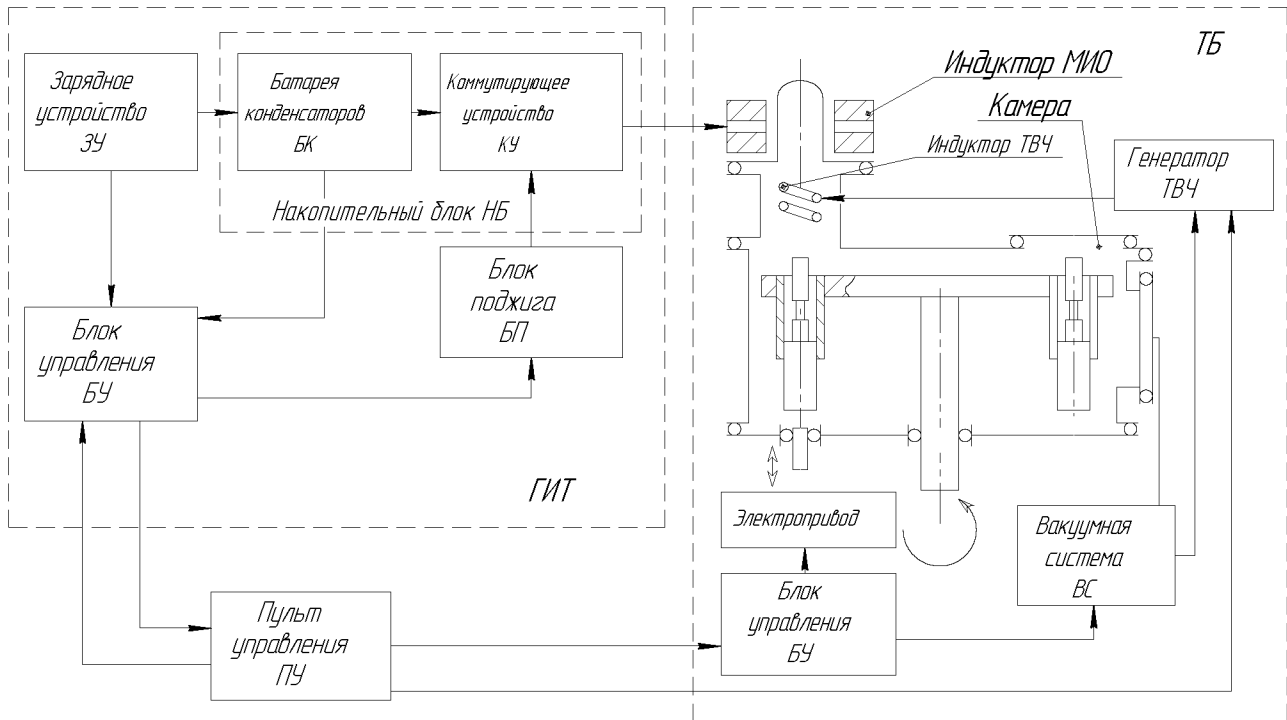 Зарядное
устройство
ЗУ
Батарея
конденсаторов
БК
Коммутирующее
устройство
КУ
Накопительный блок НБ
Блок
поджига
БП
Блок
управления
БУ
ГИТ
Пульт
управления
ПУ
ТБ
Индуктор МИО
Камера
Индуктор ТВЧ
Генератор
ТВЧ
Электропривод
Блок
управления
БУ
Вакуумная
система
ВС